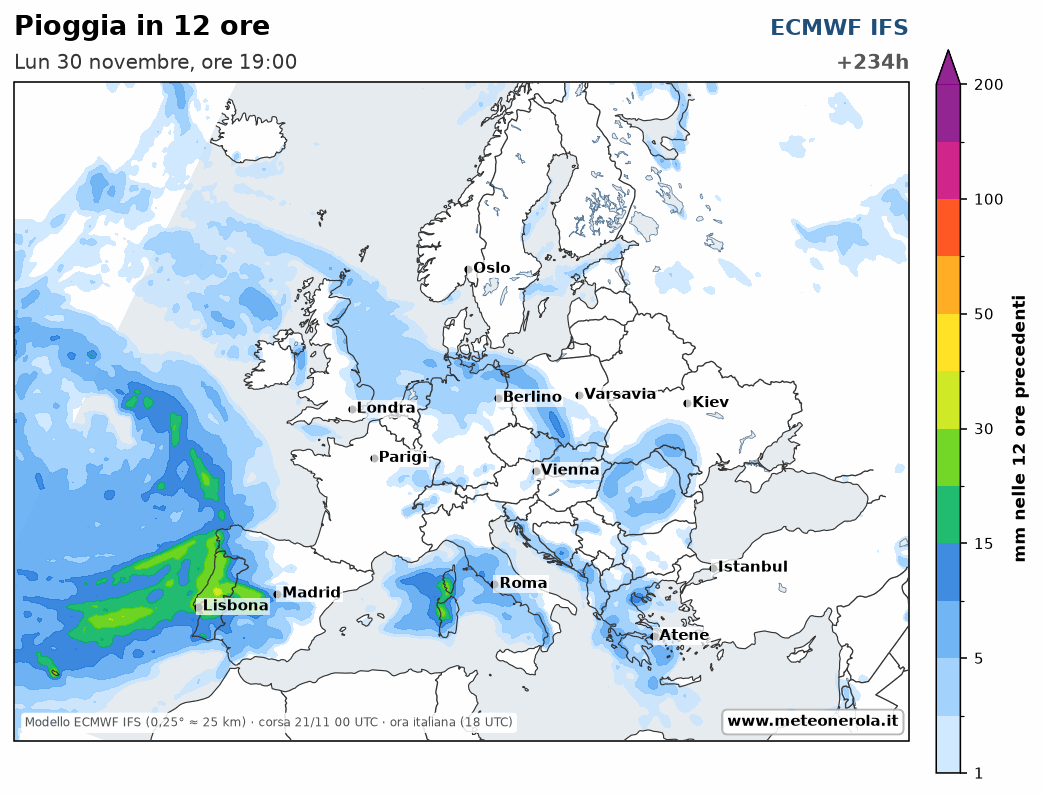 Pioggia in 12 ore
ECMWF IFS
Lun 30 novembre, ore 19:00
+234h
200
100
50
30
15
5
1
mm nelle 12 ore precedenti
Oslo
Berlino
Varsavia
Kiev
Londra
Parigi
Vienna
Istanbul
Roma
Madrid
Lisbona
Atene
Modello ECMWF IFS (0,25° ≈ 25 km) · corsa 21/11 00 UTC · ora italiana (18 UTC)
www.meteonerola.it